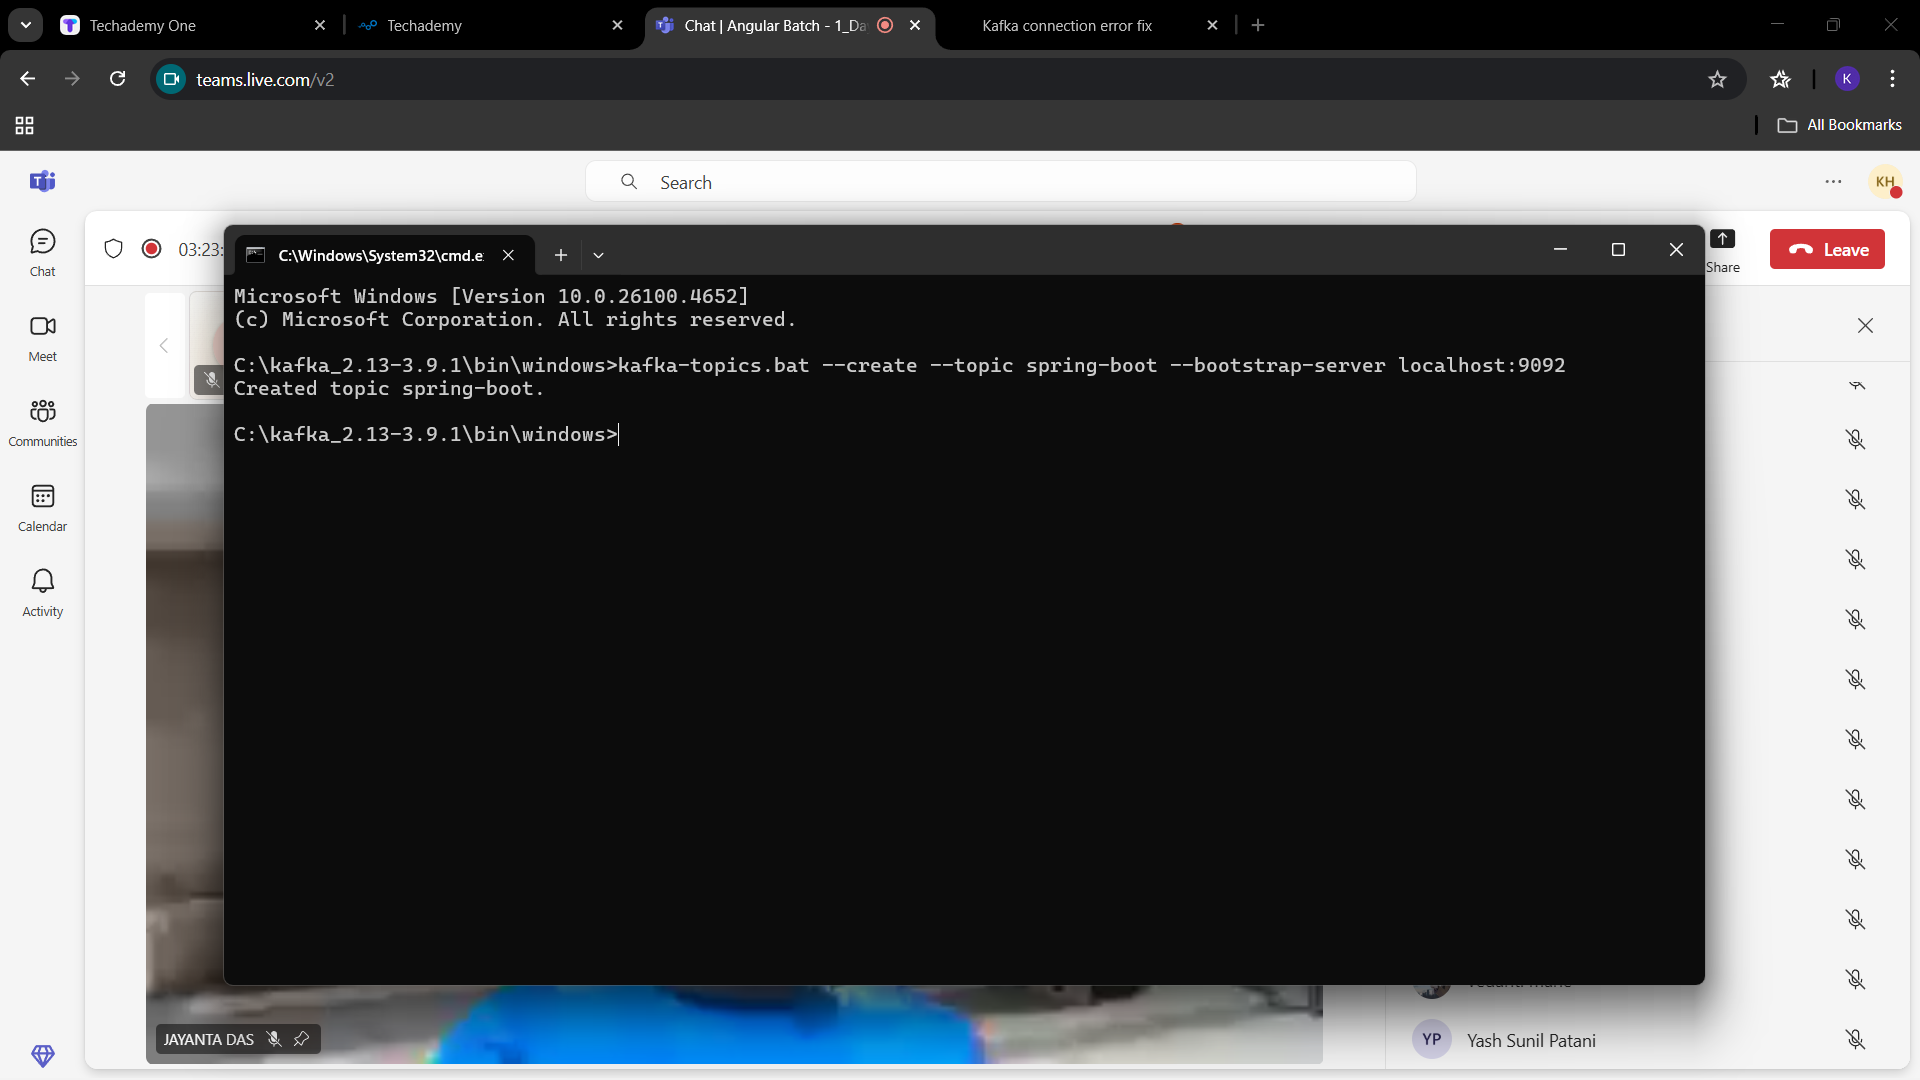 Techademy One
Techademy
Chat | Angular Batch - 1_Da
Kafka connection error fix
teams.live.com/v2
K
All Bookmarks
Search
KH
Chat
Meet
Communities
Calendar
Activity
03:23:
Share
Leave
C:\Windows\System32\cmd.e
Microsoft Windows [Version 10.0.26100.4652]
(c) Microsoft Corporation. All rights reserved.
C:\kafka_2.13-3.9.1\bin\windows>kafka-topics.bat --create --topic spring-boot --bootstrap-server localhost:9092
Created topic spring-boot.
C:\kafka_2.13-3.9.1\bin\windows>
JAYANTA DAS
YP
Yash Sunil Patani